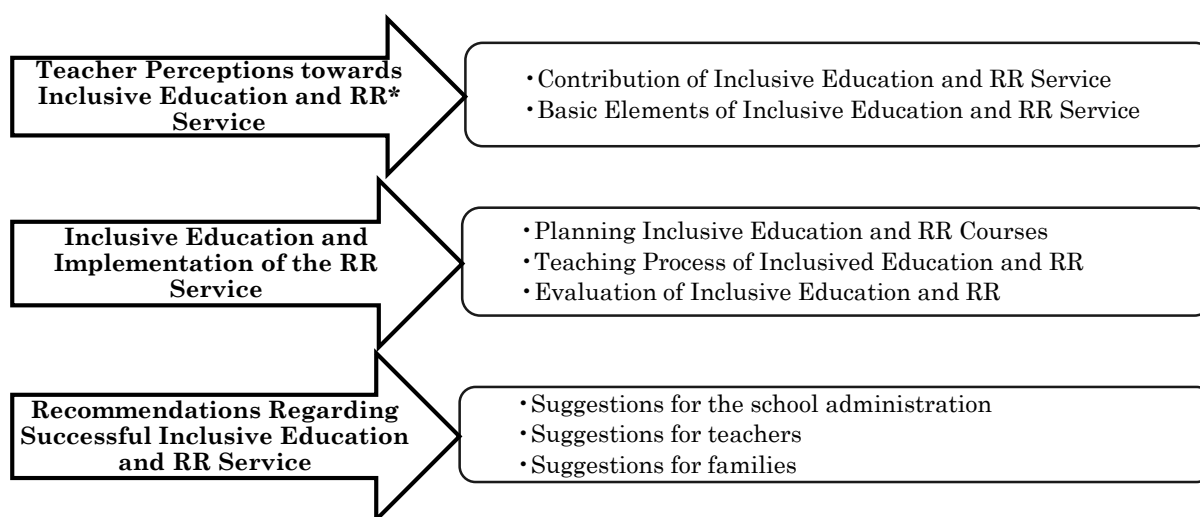 Teacher Perceptions towards
Inclusive Education and RR*
Service
・Contribution of Inclusive Education and RR Service
・Basic Elements of Inclusive Education and RR Service
Inclusive Education and
Implementation of the RR
Service
・Planning Inclusive Education and RR Courses
・Teaching Process of Inclusived Education and RR
・Evaluation of Inclusive Education and RR
Recommendations Regarding
Successful Inclusive Education
and RR Service
・Suggestions for the school administration
・Suggestions for teachers
・Suggestions for families